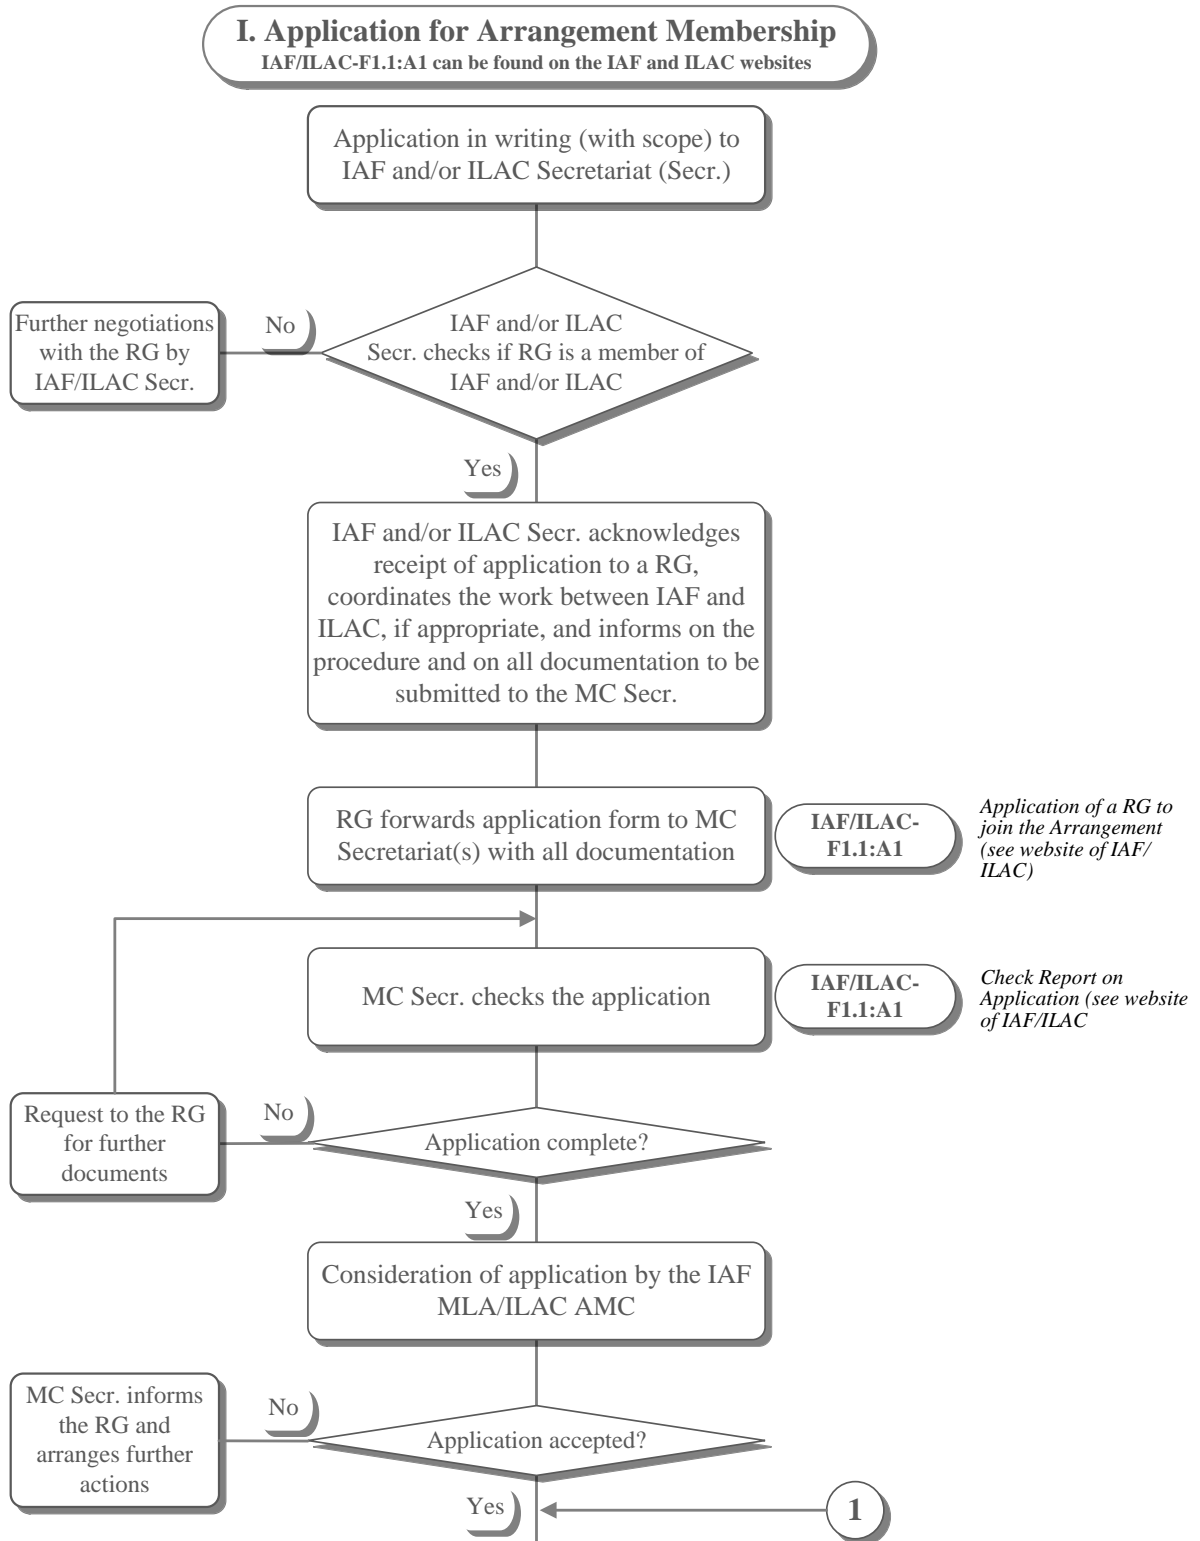 I. Application for Arrangement Membership
IAF/ILAC-F1.1:A1 can be found on the IAF and ILAC websites
Application in writing (with scope) to
IAF and/or ILAC Secretariat (Secr.)
Further negotiations
with the RG by
IAF/ILAC Secr.
No
IAF and/or ILAC
Secr. checks if RG is a member of
IAF and/or ILAC
Yes
IAF and/or ILAC Secr. acknowledges
receipt of application to a RG,
coordinates the work between IAF and
ILAC, if appropriate, and informs on the
procedure and on all documentation to be
submitted to the MC Secr.
RG forwards application form to MC
Secretariat(s) with all documentation
IAF/ILAC-
F1.1:A1
Application of a RG to
join the Arrangement
(see website of IAF/
ILAC)
MC Secr. checks the application
IAF/ILAC-
F1.1:A1
Check Report on
Application (see website
of IAF/ILAC
Request to the RG
for further
documents
No
Application complete?
Yes
Consideration of application by the IAF
MLA/ILAC AMC
MC Secr. informs
the RG and
arranges further
actions
No
Application accepted?
Yes
1